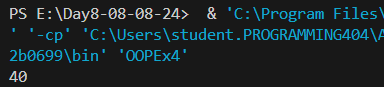 PS E:\Day8-08-08-24>  & 'C:\Program Files\
' '-cp' 'C:\Users\student.PROGRAMMING404\A
2b0699\bin' 'OOPEx4'
40